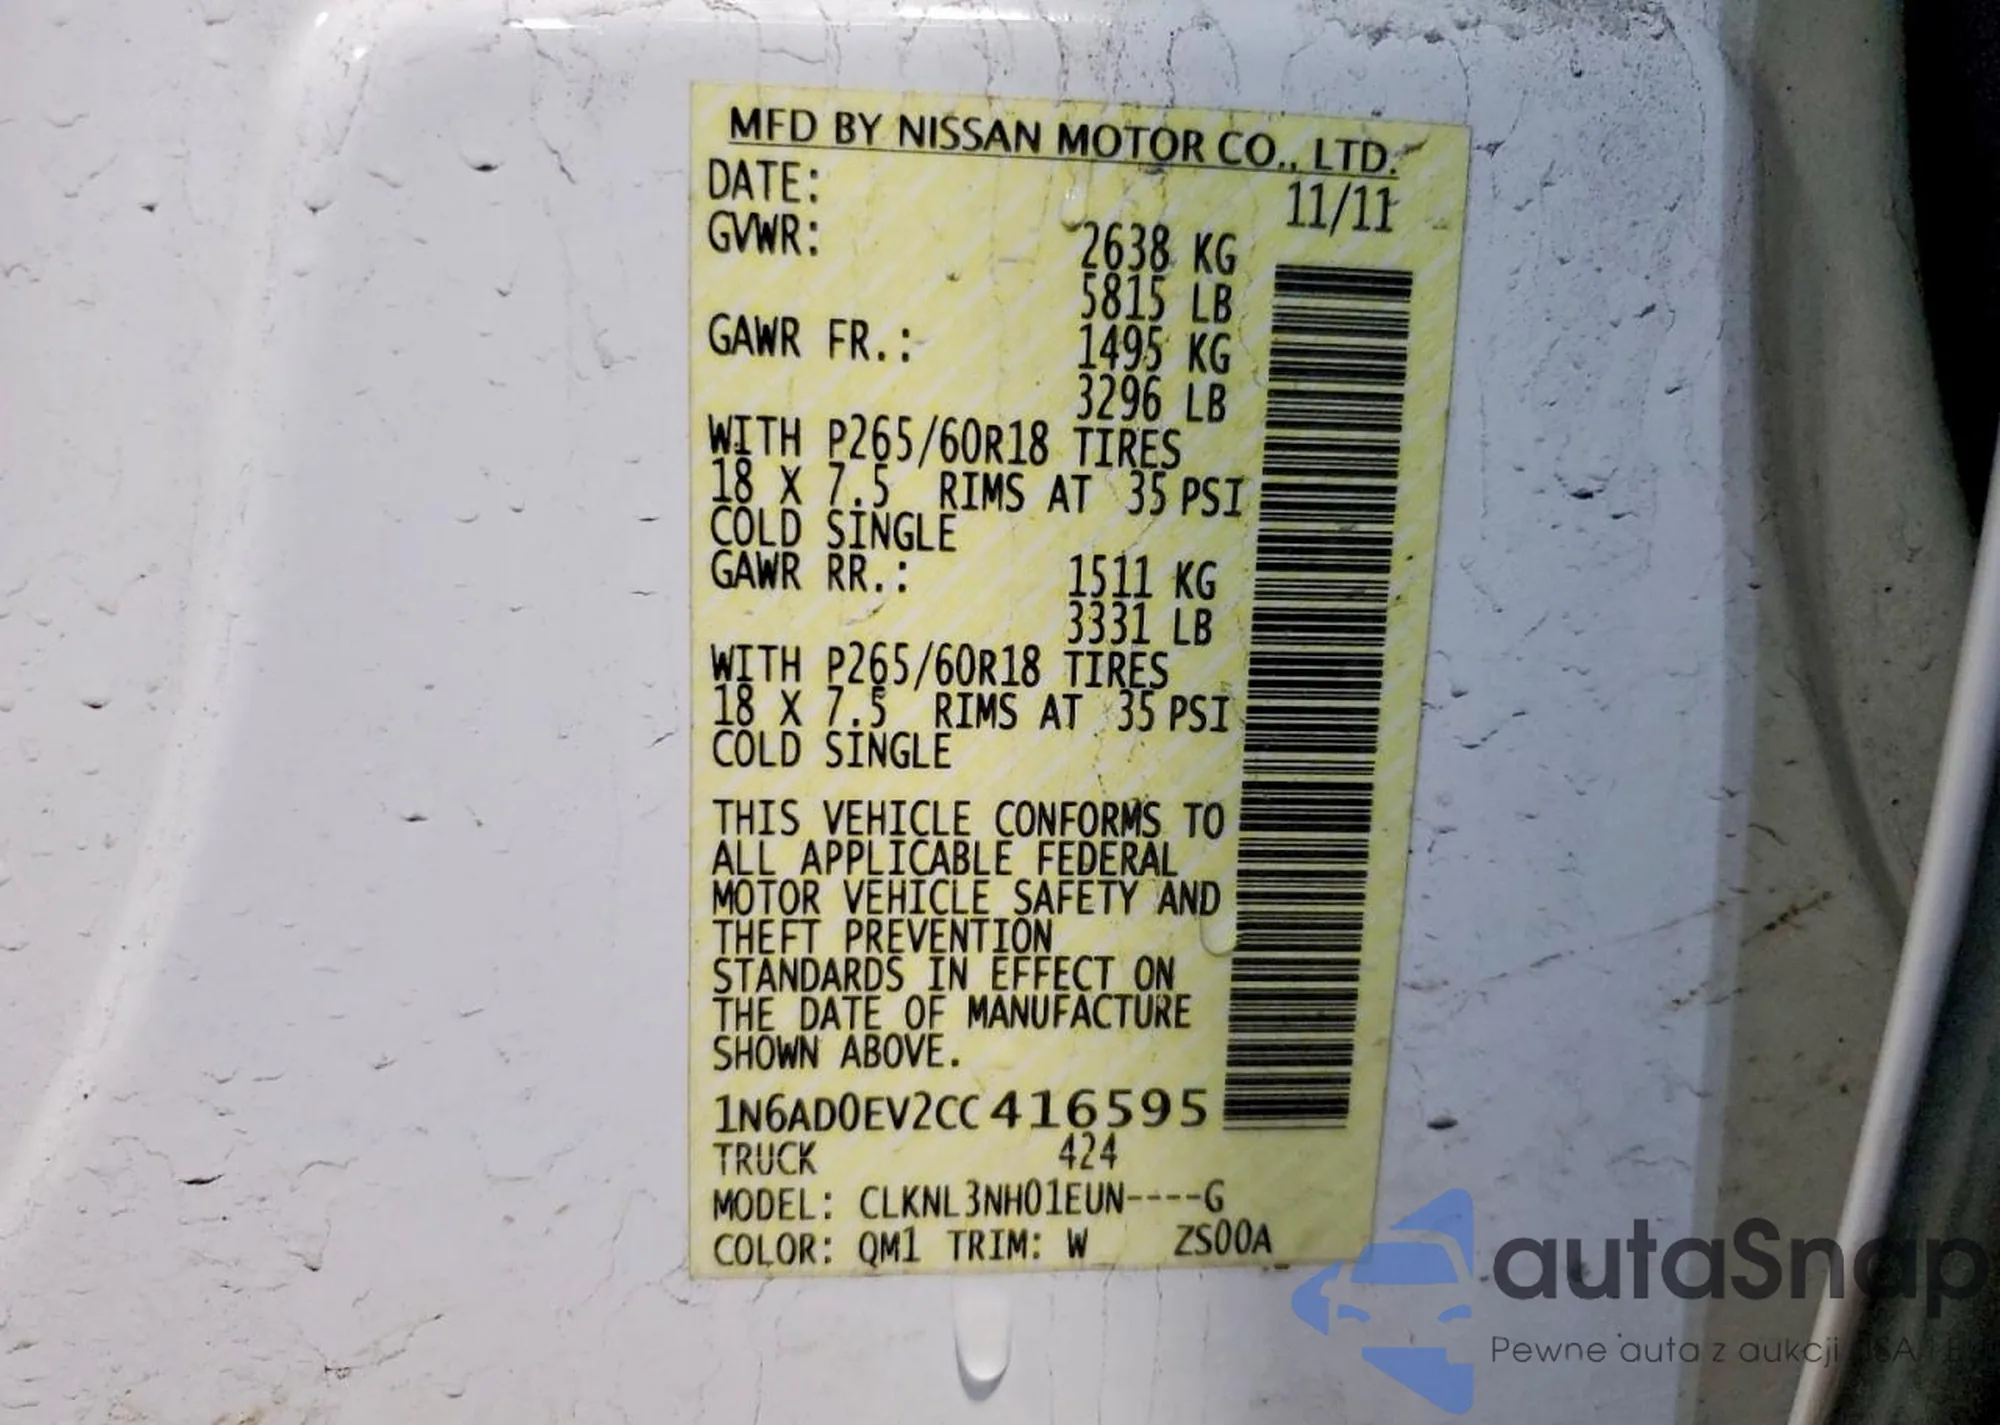 MFD BY NISSAN MOTOR CO., LTD.
DATE: 11/11
GVWR: 2638 KG
5815 LB
GAWR FR.: 1495 KG
3296 LB
WITH P265/60R18 TIRES
18 X 7.5 RIMS AT 35 PSI
COLD SINGLE
GAWR RR.: 1511 KG
3331 LB
WITH P265/60R18 TIRES
18 X 7.5 RIMS AT 35 PSI
COLD SINGLE
THIS VEHICLE CONFORMS TO
ALL APPLICABLE FEDERAL
MOTOR VEHICLE SAFETY AND
THEFT PREVENTION
STANDARDS IN EFFECT ON
THE DATE OF MANUFACTURE
SHOWN ABOVE.
1N6AD0EV2CC416595
TRUCK 424
MODEL: CLKNL3NH01EUN----G
COLOR: QM1 TRIM: W ZS00A
autaSnap
Pewne auta z aukcji